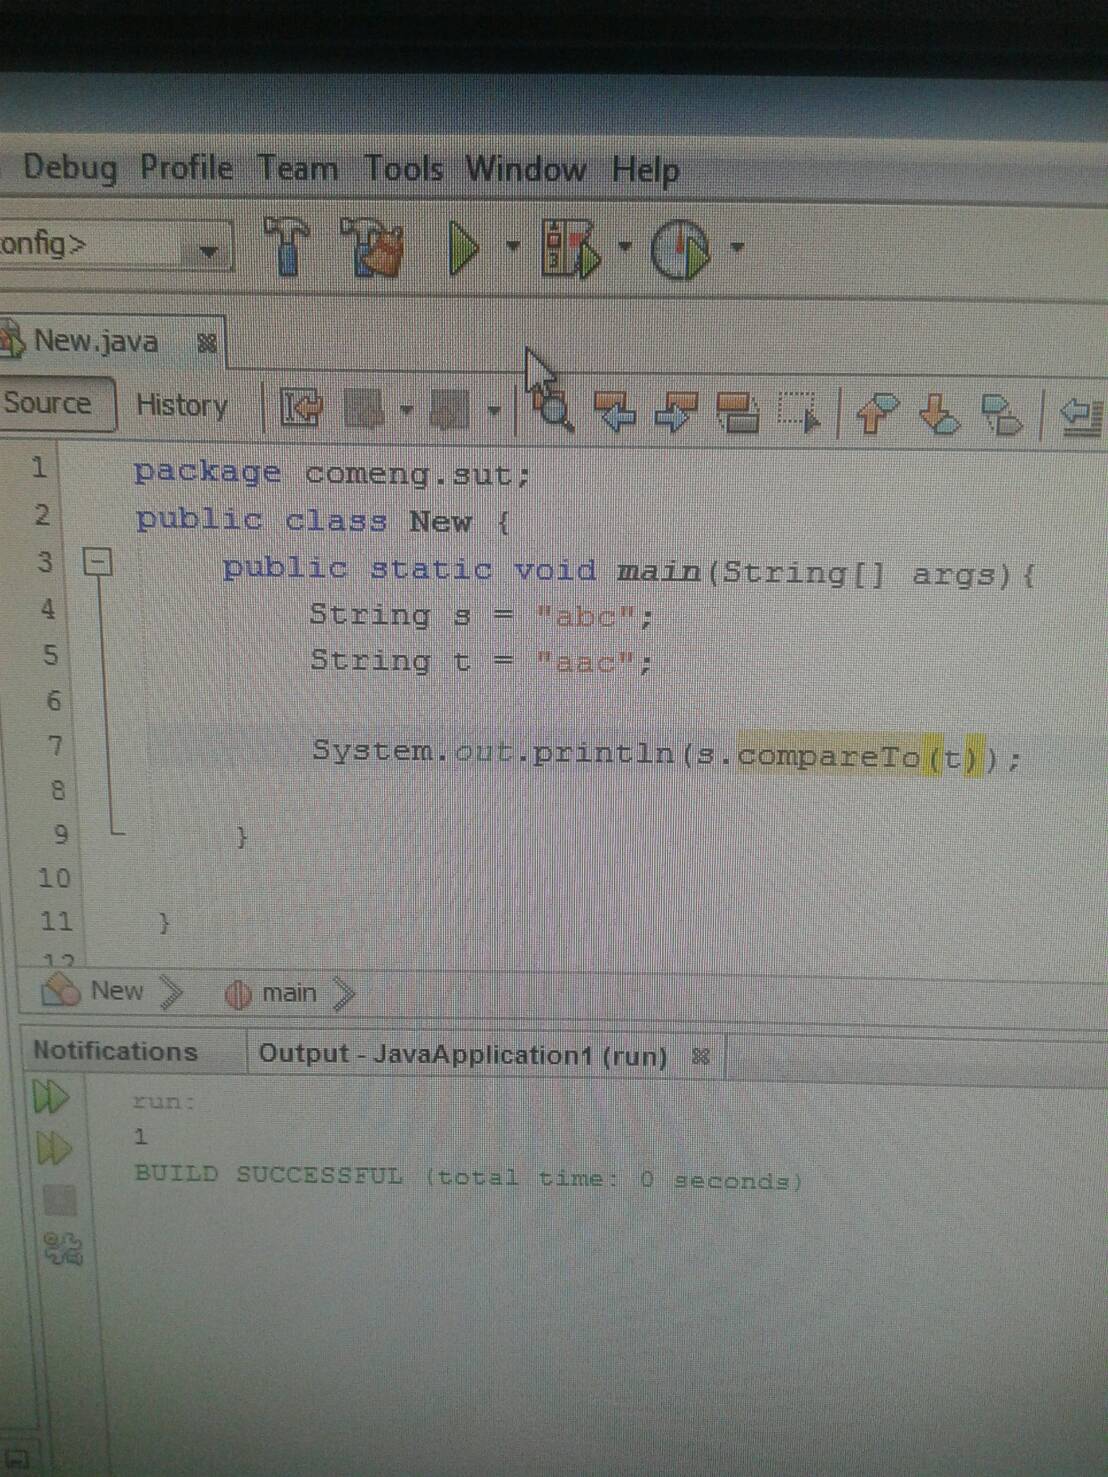 Debug Profile Team Tools Window Help
onfig>
New.java
Source History
1 package comeng.sut;
2 public class New {
3 public static void main(String[] args){
4 String s = "abc";
5 String t = "aac";
6
7 System.out.println(s.compareTo(t));
8
9 }
10
11 }
12
New main
Notifications Output - JavaApplication1 (run)
run:
1
BUILD SUCCESSFUL (total time: 0 seconds)